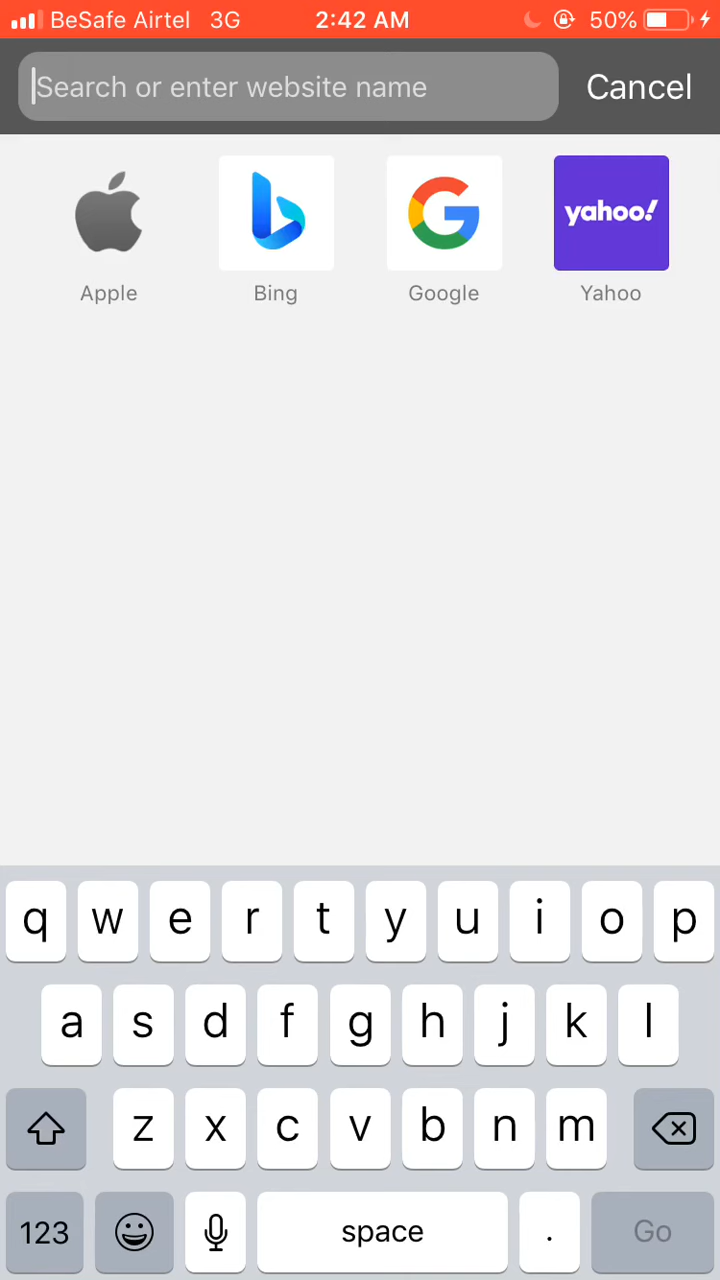 BeSafe Airtel 3G 2:42 AM 50%
Search or enter website name Cancel
yahoo!
Apple Bing Google Yahoo
q w e r t y u i o p
a s d f g h j k l
z x c v b n m
123 space . Go